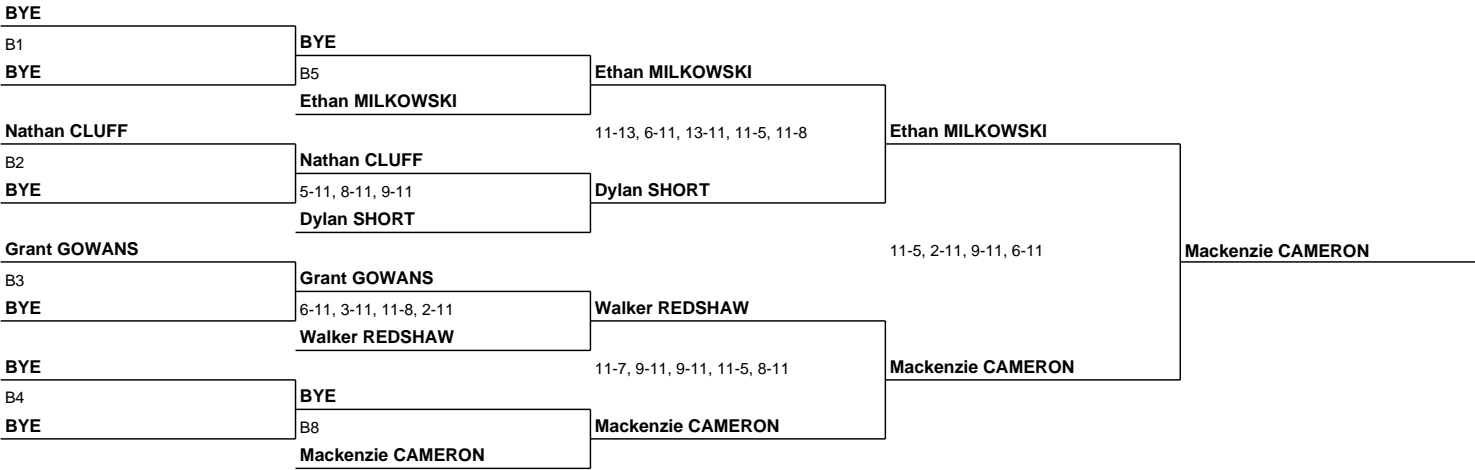 BYE
B1
BYE
BYE
B5
Ethan MILKOWSKI
Ethan MILKOWSKI
Nathan CLUFF
11-13, 6-11, 13-11, 11-5, 11-8
Ethan MILKOWSKI
B2
Nathan CLUFF
BYE
5-11, 8-11, 9-11
Dylan SHORT
Dylan SHORT
Grant GOWANS
11-5, 2-11, 9-11, 6-11
Mackenzie CAMERON
B3
Grant GOWANS
BYE
6-11, 3-11, 11-8, 2-11
Walker REDSHAW
Walker REDSHAW
BYE
11-7, 9-11, 9-11, 11-5, 8-11
Mackenzie CAMERON
B4
BYE
BYE
B8
Mackenzie CAMERON
Mackenzie CAMERON